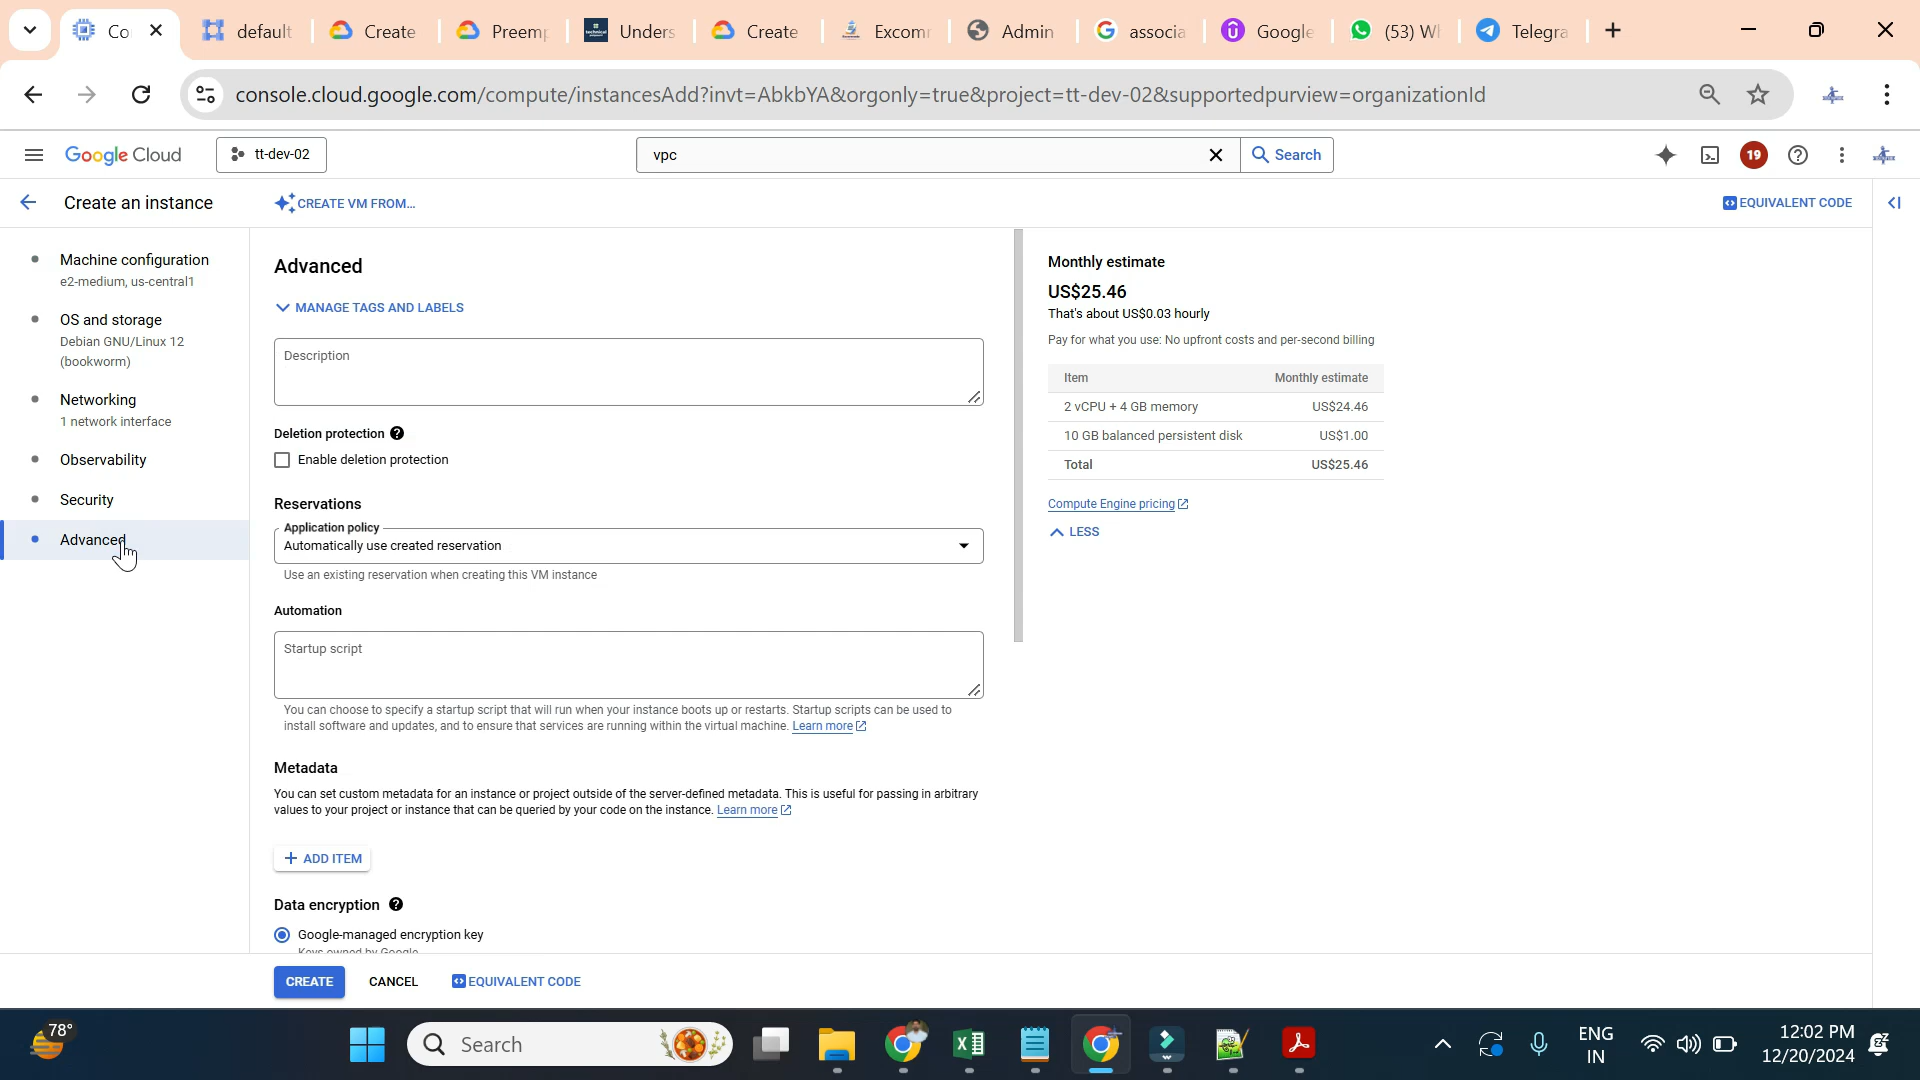 Co
default
Create
Preemp
Unders
Create
Excom
Admin
associa
Google
(53) W
Telegra
console.cloud.google.com/compute/instancesAdd?invt=AbkbYA&orgonly=true&project=tt-dev-02&supportedpurview=organizationId
Google Cloud
tt-dev-02
vpc
Search
19
Create an instance
CREATE VM FROM...
EQUIVALENT CODE
Machine configuration
e2-medium, us-central1
OS and storage
Debian GNU/Linux 12
(bookworm)
Networking
1 network interface
Observability
Security
Advanced
Advanced
MANAGE TAGS AND LABELS
Description
Deletion protection
Enable deletion protection
Reservations
Application policy
Automatically use created reservation
Use an existing reservation when creating this VM instance
Automation
Startup script
You can choose to specify a startup script that will run when your instance boots up or restarts. Startup scripts can be used to
install software and updates, and to ensure that services are running within the virtual machine. Learn more
Metadata
You can set custom metadata for an instance or project outside of the server-defined metadata. This is useful for passing in arbitrary
values to your project or instance that can be queried by your code on the instance. Learn more
ADD ITEM
Data encryption
Google-managed encryption key
Keys owned by Google
CREATE
CANCEL
EQUIVALENT CODE
Monthly estimate
US$25.46
That's about US$0.03 hourly
Pay for what you use: No upfront costs and per-second billing
Item Monthly estimate
2 vCPU + 4 GB memory US$24.46
10 GB balanced persistent disk US$1.00
Total US$25.46
Compute Engine pricing
LESS
78°
Search
ENG
IN
12:02 PM
12/20/2024